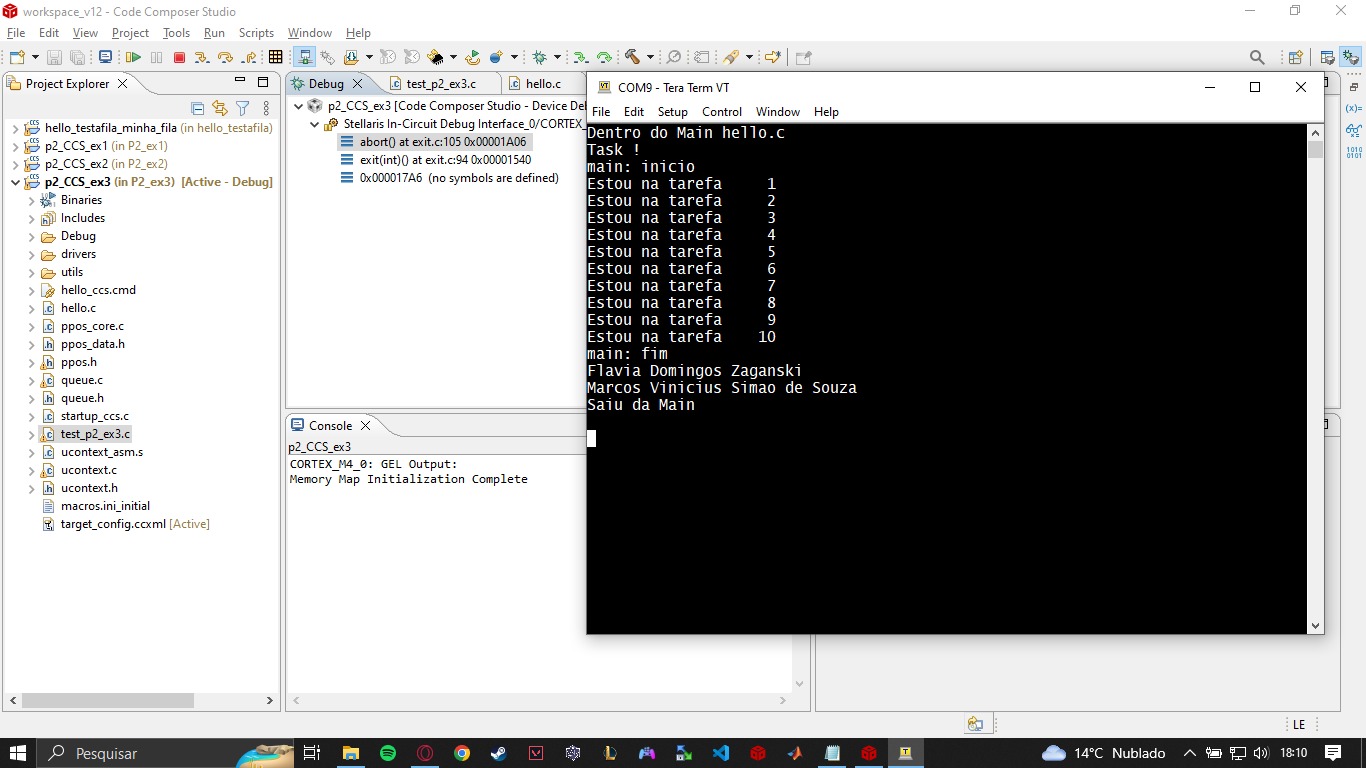 workspace_v12 - Code Composer Studio
File Edit View Project Tools Run Scripts Window Help
Project Explorer
hello_testafila_minha_fila (in hello_testafila)
p2_CCS_ex1 (in P2_ex1)
p2_CCS_ex2 (in P2_ex2)
p2_CCS_ex3 (in P2_ex3) [Active - Debug]
Binaries
Includes
Debug
drivers
utils
hello_ccs.cmd
hello.c
ppos_core.c
ppos_data.h
ppos.h
queue.c
queue.h
startup_ccs.c
test_p2_ex3.c
ucontext_asm.s
ucontext.c
ucontext.h
macros.ini_initial
target_config.ccxml [Active]
Debug
test_p2_ex3.c
hello.c
p2_CCS_ex3 [Code Composer Studio - Device De
Stellaris In-Circuit Debug Interface_0/CORTEX_
abort() at exit.c:105 0x00001A06
exit(int)() at exit.c:94 0x00001540
0x000017A6 (no symbols are defined)
Console
p2_CCS_ex3
CORTEX_M4_0: GEL Output:
Memory Map Initialization Complete
COM9 - Tera Term VT
File Edit Setup Control Window Help
Dentro do Main hello.c
Task !
main: inicio
Estou na tarefa 1
Estou na tarefa 2
Estou na tarefa 3
Estou na tarefa 4
Estou na tarefa 5
Estou na tarefa 6
Estou na tarefa 7
Estou na tarefa 8
Estou na tarefa 9
Estou na tarefa 10
main: fim
Flavia Domingos Zaganski
Marcos Vinicius Simao de Souza
Saiu da Main
LE
Pesquisar
14°C Nublado
18:10